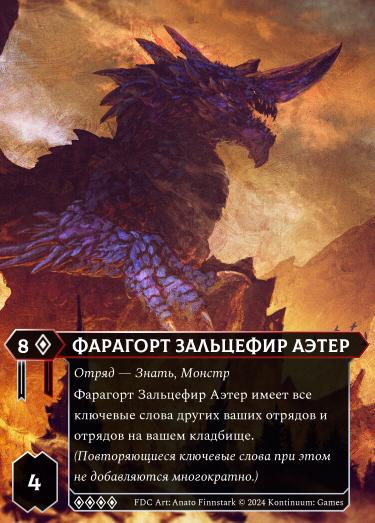 8 ФАРАГОРТ ЗАЛЬЦЕФИР АЭТЕР
Отряд — Знать, Монстр
Фарагорт Зальцефир Аэтер имеет все
ключевые слова других ваших отрядов и
отрядов на вашем кладбище.
(Повторяющиеся ключевые слова при этом
не добавляются многократно.)
4
FDC Art: Anato Finnstark © 2024 Kontinuum: Games